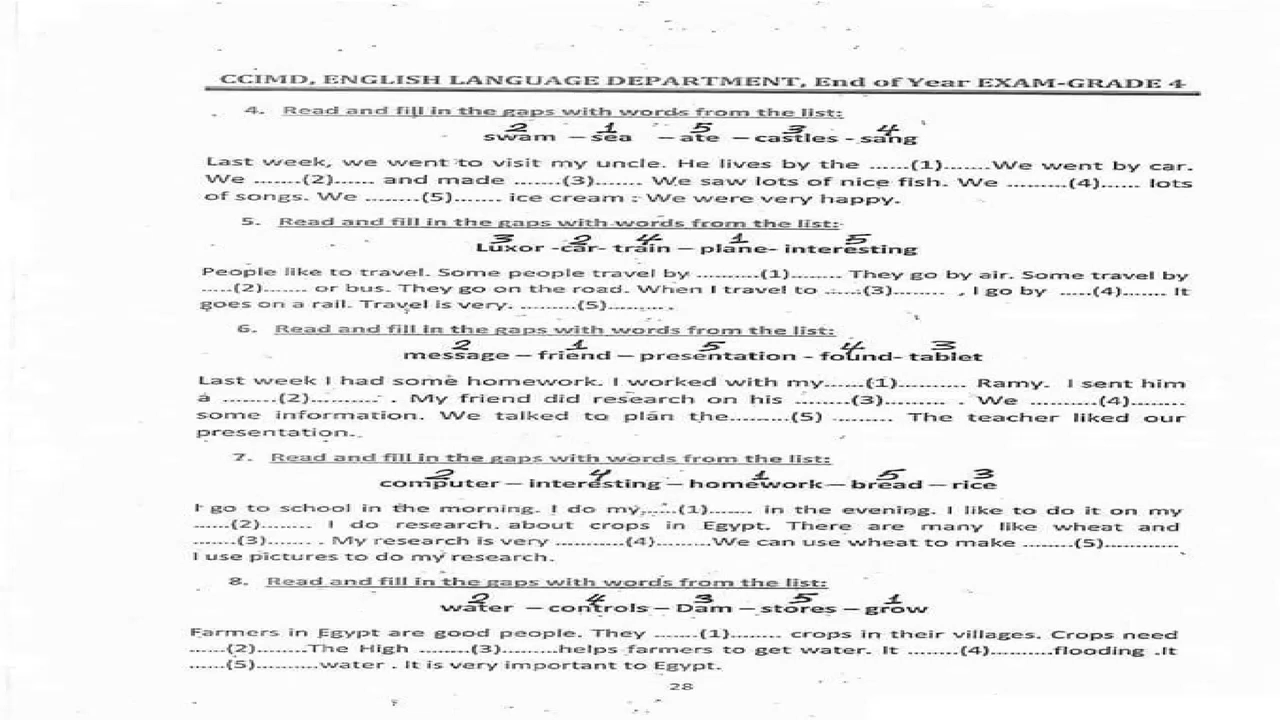 CCIMD, ENGLISH LANGUAGE DEPARTMENT, End of Year EXAM-GRADE 4
4. Read and fill in the gaps with words from the list:
2 1 5 3 4
swam – sea – ate – castles - sang
Last week, we went to visit my uncle. He lives by the ......(1).......We went by car.
We .......(2)...... and made .......(3)....... We saw lots of nice fish. We .........(4)...... lots
of songs. We ........(5)....... ice cream : We were very happy.
5. Read and fill in the gaps with words from the list:
3 2 4 1 5
Luxor -car- train – plane- interesting
People like to travel. Some people travel by ..........(1)........ They go by air. Some travel by
.....(2)....... or bus. They go on the road. When I travel to ......(3)........ , I go by .....(4)....... It
goes on a rail. Travel is very. .........(5).......... .
6. Read and fill in the gaps with words from the list:
2 1 5 4 3
message – friend – presentation - found- tablet
Last week I had some homework. I worked with my......(1).......... Ramy. I sent him
a ........(2).......... . My friend did research on his ........(3)......... . We .........(4)........
some information. We talked to plan the.........(5) ......... The teacher liked our
presentation.
7. Read and fill in the gaps with words from the list:
2 4 1 5 3
computer – interesting – homework – bread – rice
I go to school in the morning. I do my......(1)....... in the evening. I like to do it on my
......(2)........ I do research. about crops in Egypt. There are many like wheat and
.......(3)....... . My research is very ...........(4)........We can use wheat to make ........(5)............
I use pictures to do my research.
8. Read and fill in the gaps with words from the list:
2 4 3 5 1
water – controls – Dam – stores – grow
Farmers in Egypt are good people. They ......(1)........ crops in their villages. Crops need
......(2)........The High ........(3).........helps farmers to get water. It ......(4)..........flooding .It
......(5)..........water . It is very important to Egypt.
28